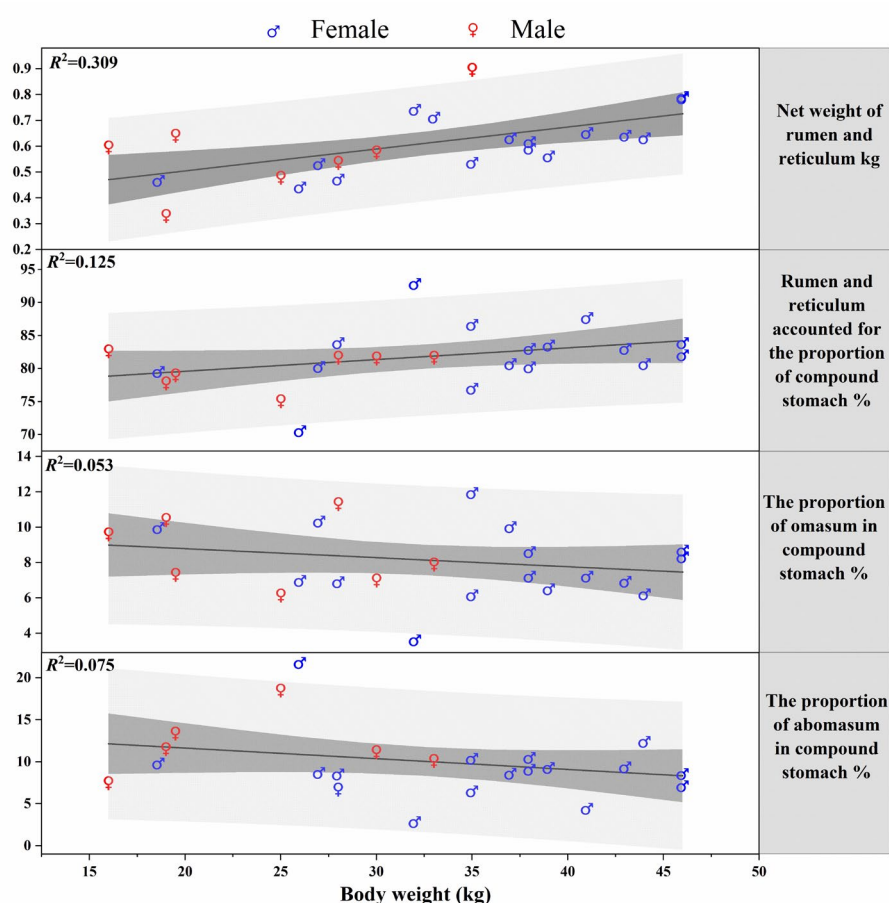 ♂ Female ♀ Male
R²=0.309
0.9
0.8
0.7
0.6
0.5
0.4
0.3
0.2
Net weight of
rumen and
reticulum kg
R²=0.125
95
90
85
80
75
70
Rumen and
reticulum
accounted for
the proportion
of compound
stomach %
R²=0.053
14
12
10
8
6
4
The proportion
of omasum in
compound
stomach %
R²=0.075
20
15
10
5
0
The proportion
of abomasum
in compound
stomach %
15 20 25 30 35 40 45 50
Body weight (kg)